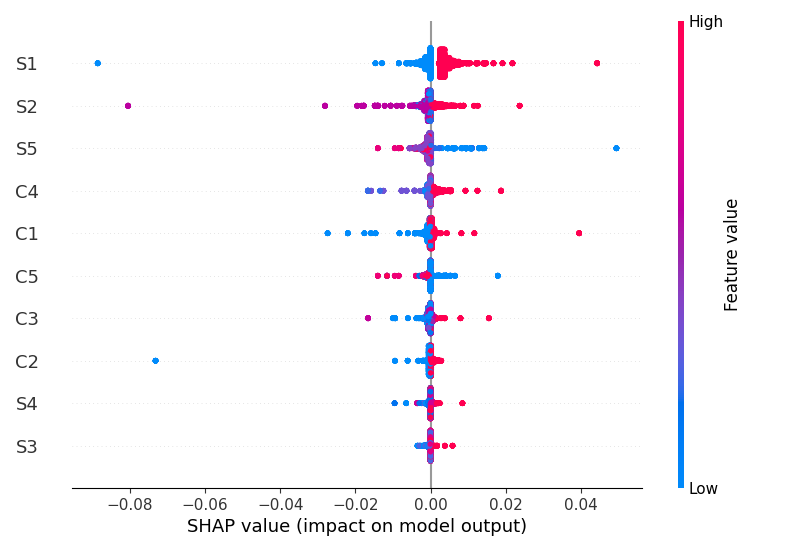 High
S1
S2
S5
C4
C1
C5
C3
C2
S4
S3
Feature value
Low
−0.08 −0.06 −0.04 −0.02 0.00 0.02 0.04
SHAP value (impact on model output)